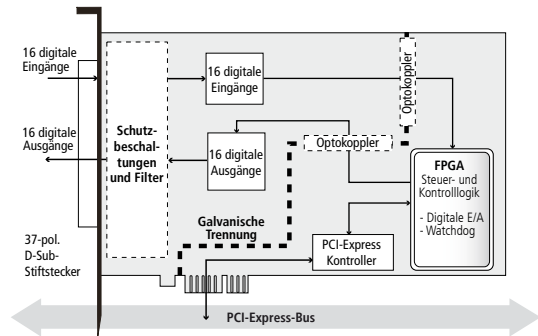 16 digitale
Eingänge
16 digitale
Ausgänge
37-pol.
D-Sub-
Stiftstecker
Schutz-
beschal-
tungen
und Filter
16 digitale
Eingänge
16 digitale
Ausgänge
Optokoppler
Optokoppler
Galvanische
Trennung
FPGA
Steuer- und
Kontrolllogik
- Digitale E/A
- Watchdog
PCI-Express
Kontroller
PCI-Express-Bus